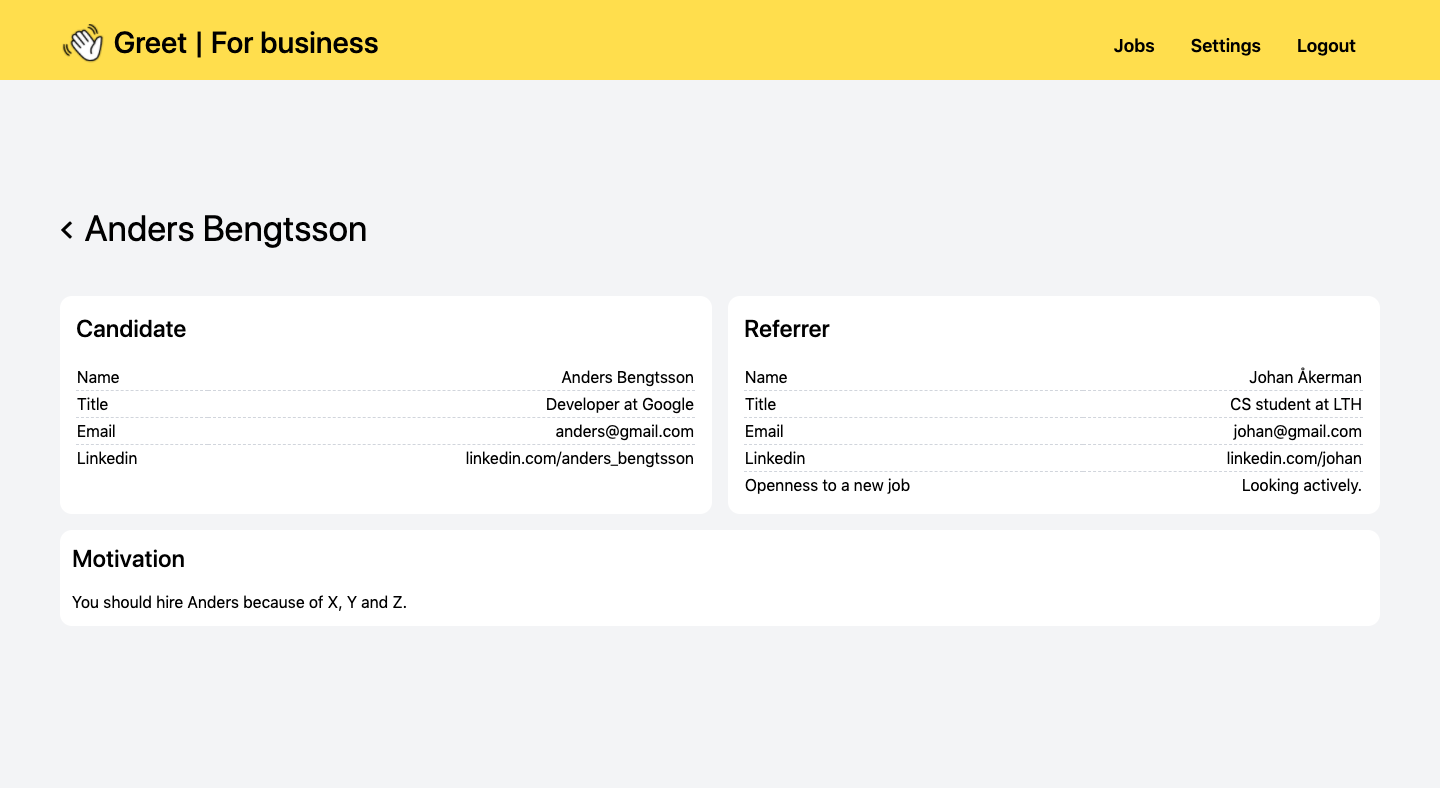 Greet | For business
Jobs Settings Logout
Anders Bengtsson
Candidate
Name Anders Bengtsson
Title Developer at Google
Email anders@gmail.com
Linkedin linkedin.com/anders_bengtsson
Referrer
Name Johan Åkerman
Title CS student at LTH
Email johan@gmail.com
Linkedin linkedin.com/johan
Openness to a new job Looking actively.
Motivation
You should hire Anders because of X, Y and Z.